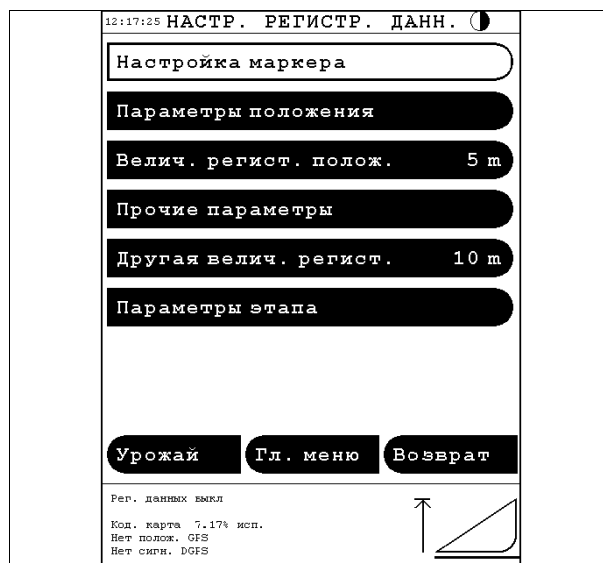 12:17:25 НАСТР. РЕГИСТР. ДАНН.
Настройка маркера
Параметры положения
Велич. регист. полож. 5 m
Прочие параметры
Другая велич. регист. 10 m
Параметры этапа
Урожай Гл. меню Возврат
Рег. данных выкл
Код. карта 7.17% исп.
Нет полож. GPS
Нет сигн. DGPS